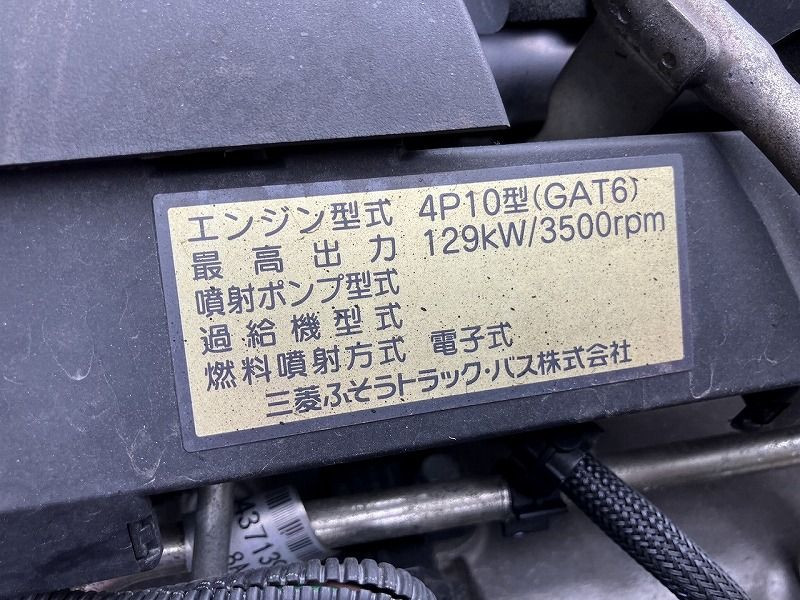 エンジン型式 4P10型(GAT6)
最高出力 129kW/3500rpm
噴射ポンプ型式
過給機型式
燃料噴射方式 電子式
三菱ふそうトラック・バス株式会社